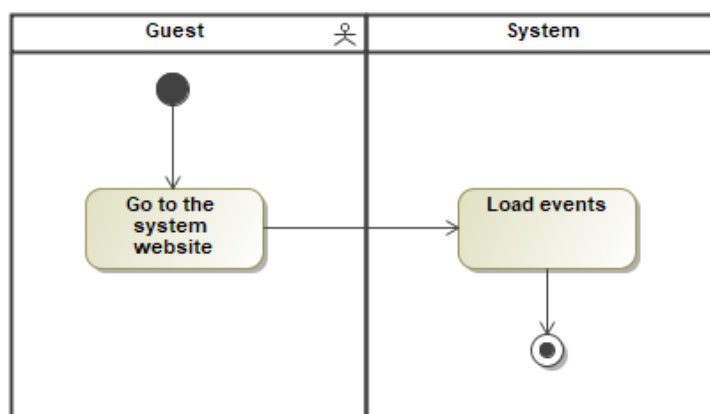 Guest
System
Go to the
system
website
Load events